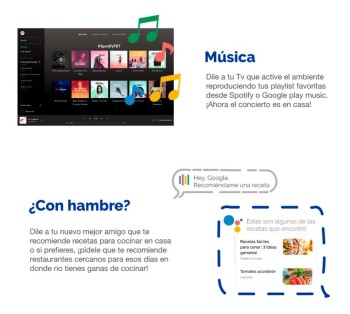 #SpotifyTBT
Música
Dile a tu Tv que active el ambiente
reproduciendo tus playlist favoritas
desde Spotify o Google play music.
¡Ahora el concierto es en casa!
Hey, Google
Recomiéndame una receta
¿Con hambre?
Dile a tu nuevo mejor amigo que te
recomiende recetas para cocinar en casa
o si prefieres, ¡pídele que te recomiende
restaurantes cercanos para esos días en
donde no tienes ganas de cocinar!
Estas son algunas de las
recetas que encontré
Recetas fáciles
para cenar: 3 ideas
geniales!
Tomates acordeón